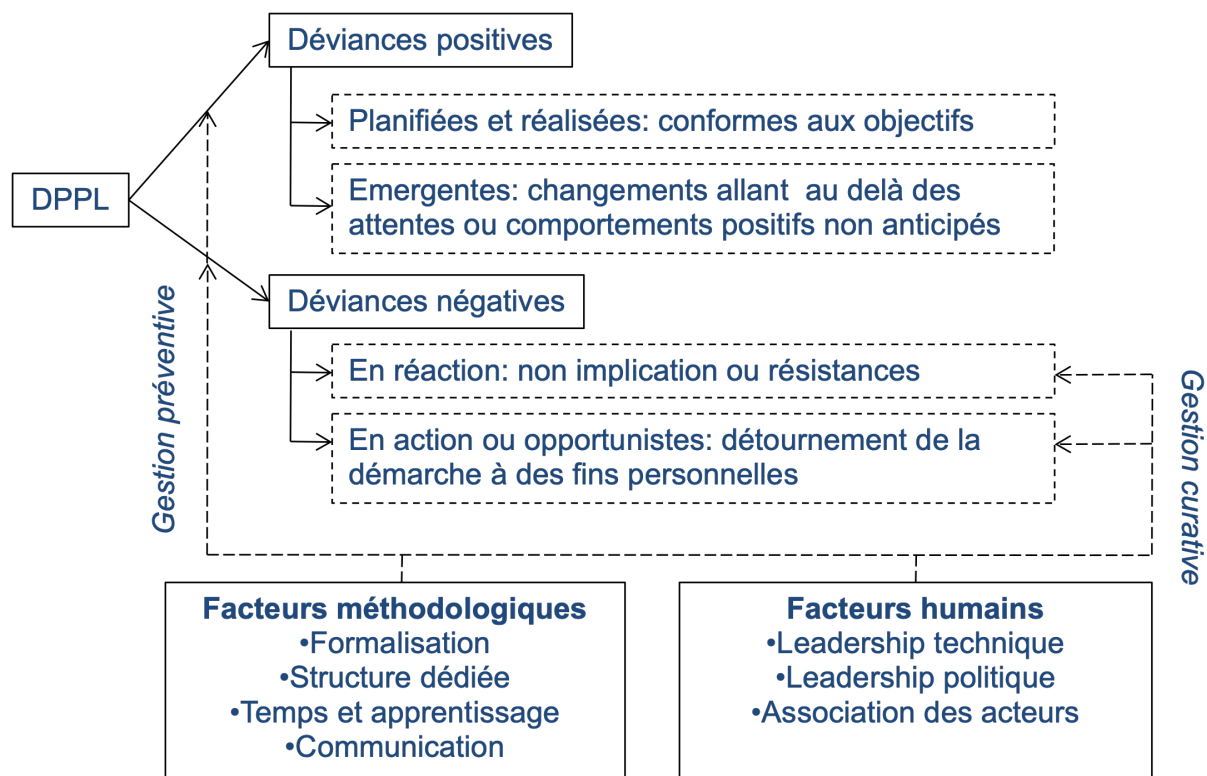 Déviances positives
Planifiées et réalisées: conformes aux objectifs
DPPL
Emergentes: changements allant au delà des
attentes ou comportements positifs non anticipés
Déviances négatives
Gestion préventive
En réaction: non implication ou résistances
En action ou opportunistes: détournement de la
démarche à des fins personnelles
Gestion curative
Facteurs méthodologiques
•Formalisation
•Structure dédiée
•Temps et apprentissage
•Communication
Facteurs humains
•Leadership technique
•Leadership politique
•Association des acteurs